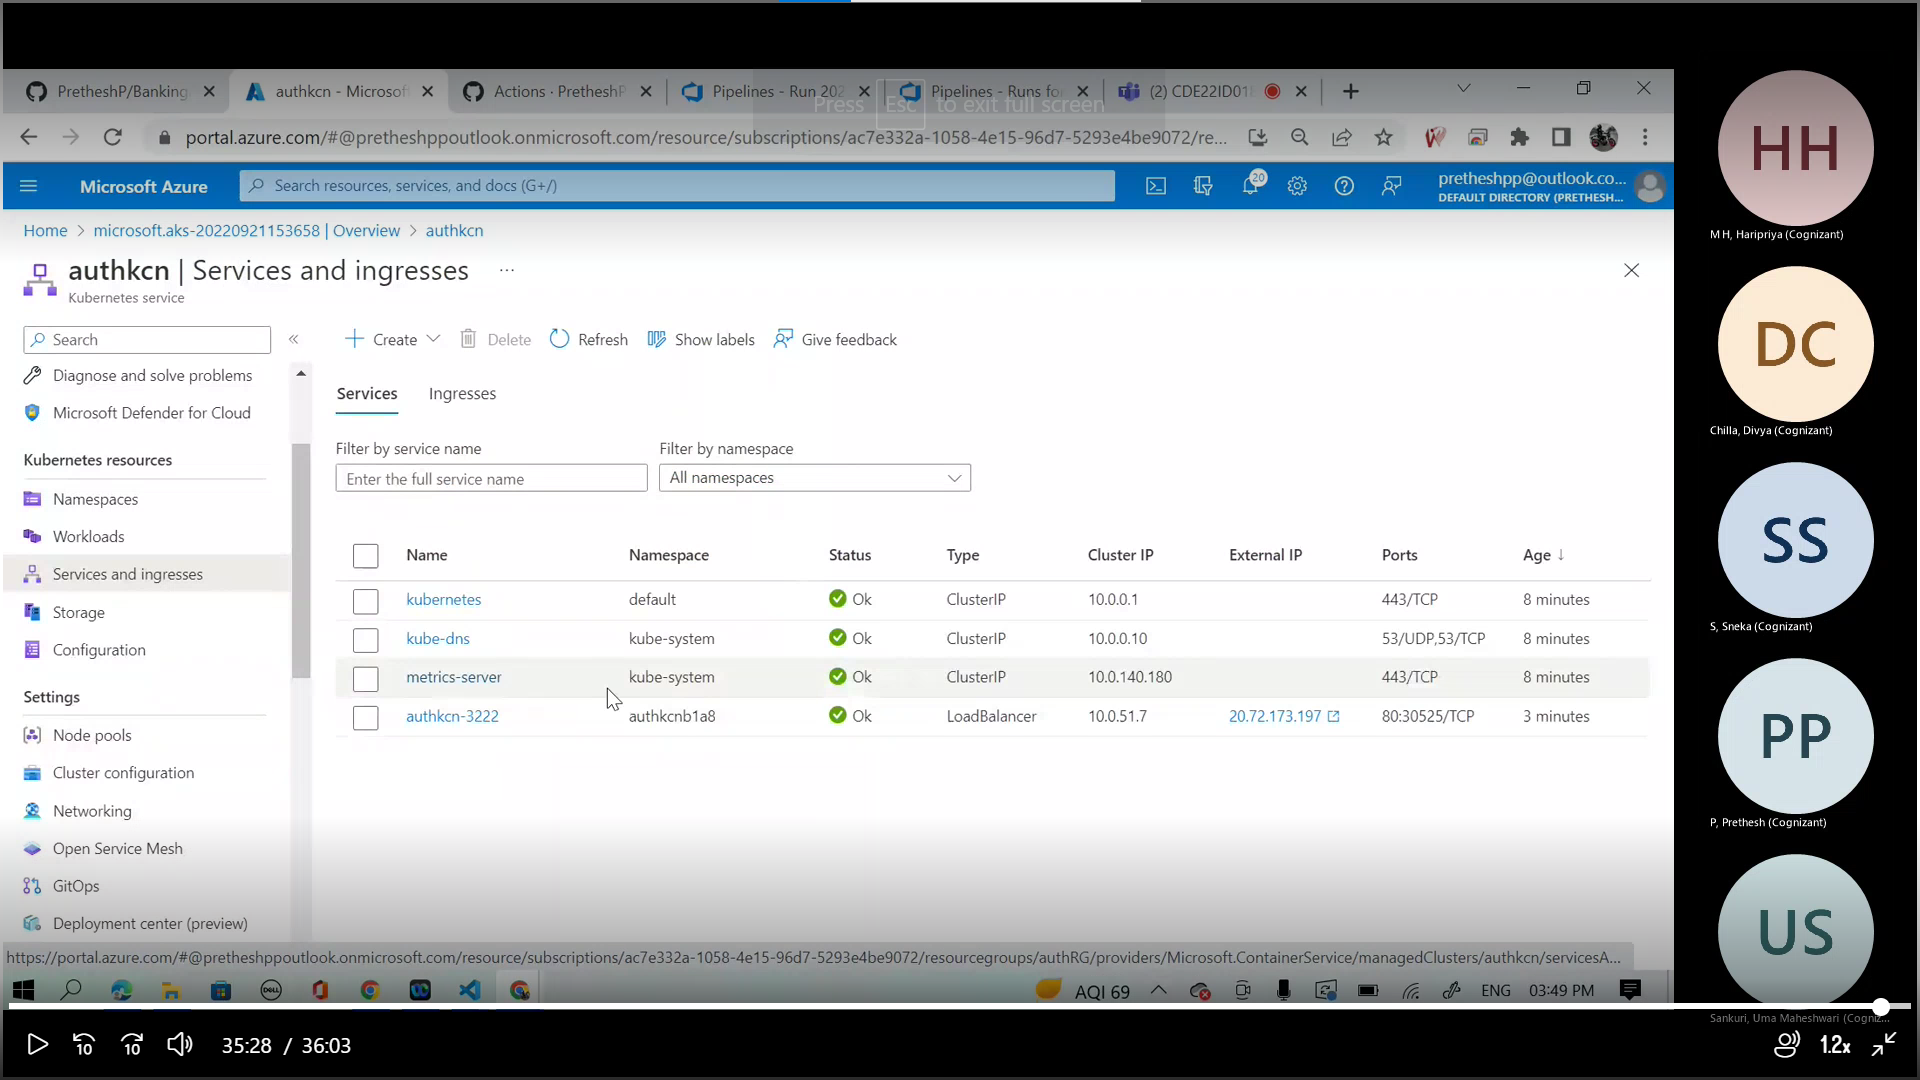 PretheshP/Banking
authkcn - Microsof
Actions · PretheshP
Pipelines - Run 202
Pipelines - Runs fo
(2) CDE22ID01
Press Esc to exit full screen
portal.azure.com/#@pretheshppoutlook.onmicrosoft.com/resource/subscriptions/ac7e332a-1058-4e15-96d7-5293e4be9072/re...
Microsoft Azure
Search resources, services, and docs (G+/)
20
pretheshpp@outlook.co...
DEFAULT DIRECTORY (PRETHESH...
Home > microsoft.aks-20220921153658 | Overview > authkcn
authkcn | Services and ingresses ...
Kubernetes service
Search
«
Create
Delete
Refresh
Show labels
Give feedback
Diagnose and solve problems
Microsoft Defender for Cloud
Kubernetes resources
Namespaces
Workloads
Services and ingresses
Storage
Configuration
Settings
Node pools
Cluster configuration
Networking
Open Service Mesh
GitOps
Deployment center (preview)
Services Ingresses
Filter by service name Filter by namespace
Enter the full service name All namespaces
Name Namespace Status Type Cluster IP External IP Ports Age ↓
kubernetes default Ok ClusterIP 10.0.0.1 443/TCP 8 minutes
kube-dns kube-system Ok ClusterIP 10.0.0.10 53/UDP,53/TCP 8 minutes
metrics-server kube-system Ok ClusterIP 10.0.140.180 443/TCP 8 minutes
authkcn-3222 authkcnb1a8 Ok LoadBalancer 10.0.51.7 20.72.173.197 80:30525/TCP 3 minutes
https://portal.azure.com/#@pretheshppoutlook.onmicrosoft.com/resource/subscriptions/ac7e332a-1058-4e15-96d7-5293e4be9072/resourcegroups/authRG/providers/Microsoft.ContainerService/managedClusters/authkcn/servicesA...
DELL
AQI 69
ENG 03:49 PM
HH
M H, Haripriya (Cognizant)
DC
Chilla, Divya (Cognizant)
SS
S, Sneka (Cognizant)
PP
P, Prethesh (Cognizant)
US
Sankuri, Uma Maheshwari (Cogniz...
10
10
35:28 / 36:03
1.2x